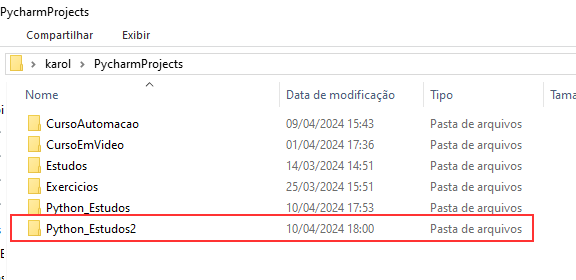 PycharmProjects
Compartilhar Exibir
karol > PycharmProjects
Nome Data de modificação Tipo Tama
CursoAutomacao 09/04/2024 15:43 Pasta de arquivos
CursoEmVideo 01/04/2024 17:36 Pasta de arquivos
Estudos 14/03/2024 14:51 Pasta de arquivos
Exercicios 25/03/2024 15:51 Pasta de arquivos
Python_Estudos 10/04/2024 17:53 Pasta de arquivos
Python_Estudos2 10/04/2024 18:00 Pasta de arquivos